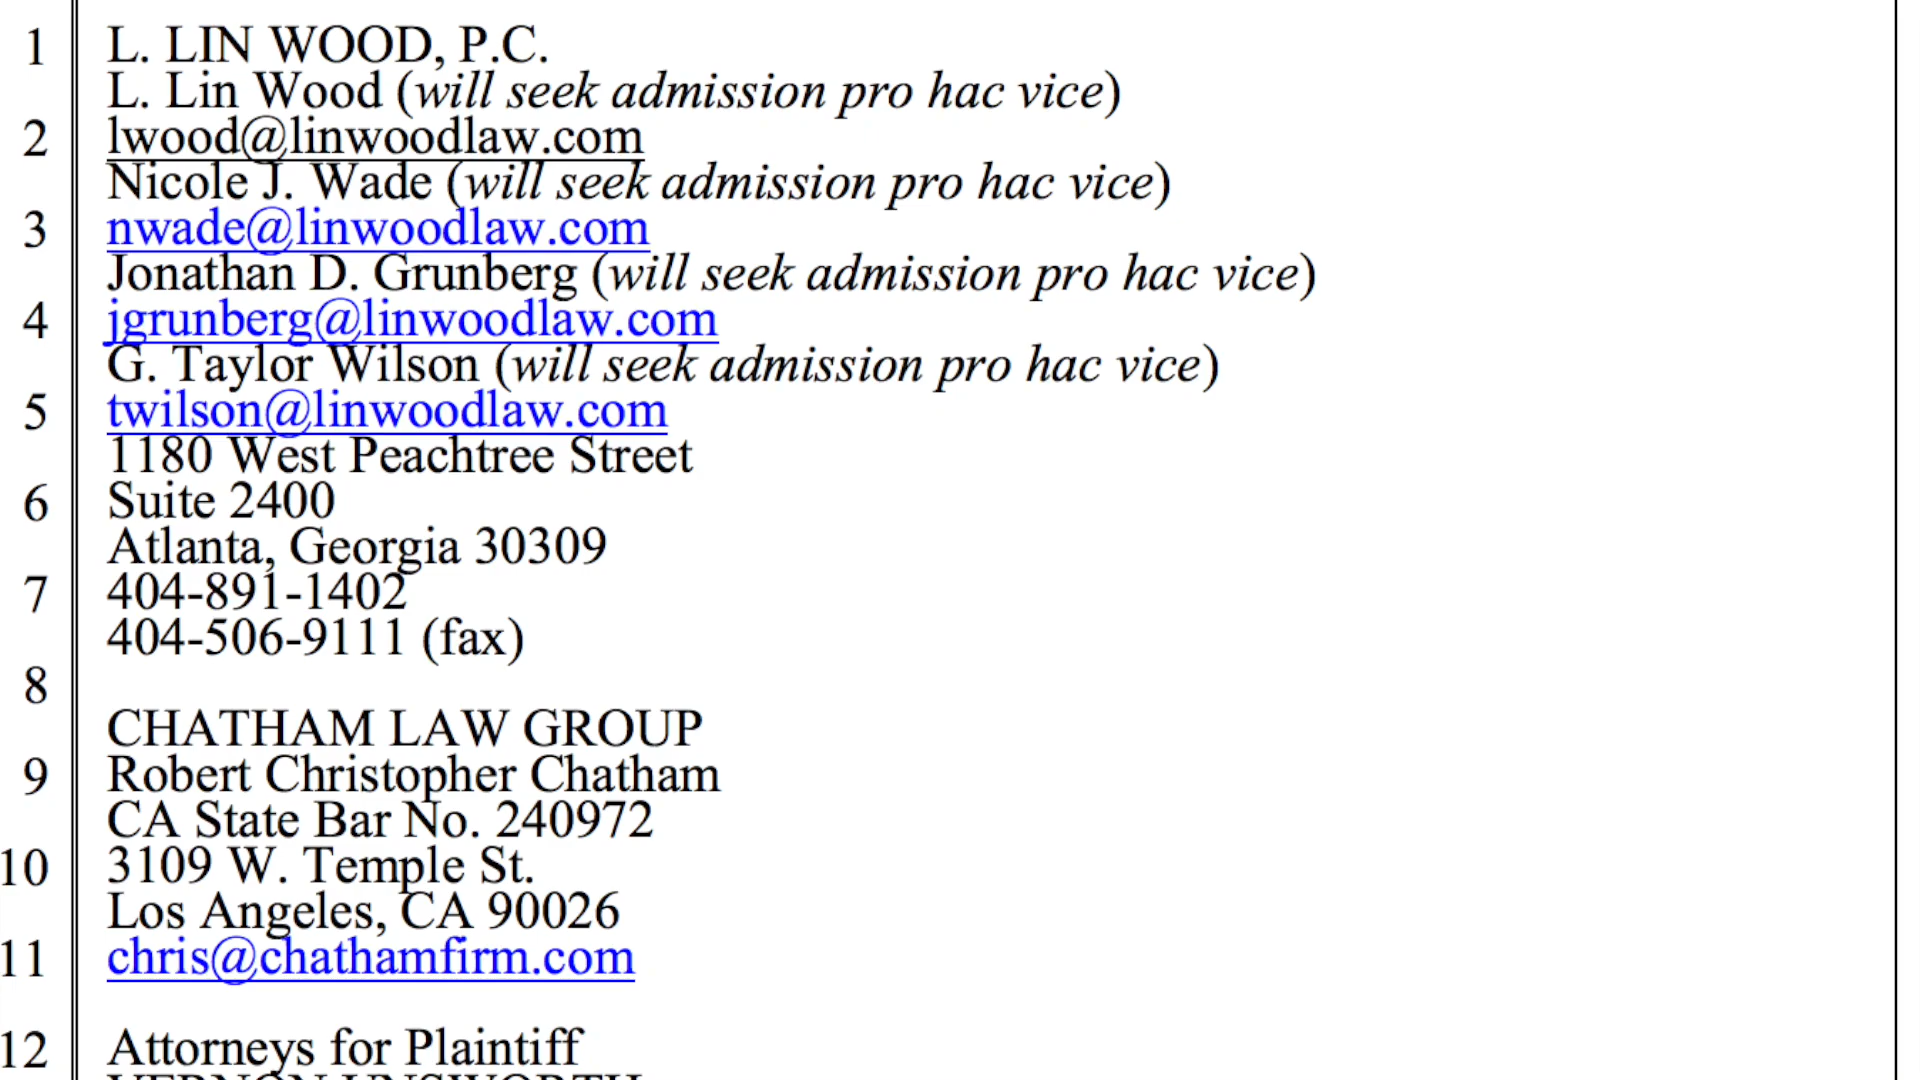 1 L. LIN WOOD, P.C.
L. Lin Wood (will seek admission pro hac vice)
2 lwood@linwoodlaw.com
Nicole J. Wade (will seek admission pro hac vice)
3 nwade@linwoodlaw.com
Jonathan D. Grunberg (will seek admission pro hac vice)
4 jgrunberg@linwoodlaw.com
G. Taylor Wilson (will seek admission pro hac vice)
5 twilson@linwoodlaw.com
1180 West Peachtree Street
6 Suite 2400
Atlanta, Georgia 30309
7 404-891-1402
404-506-9111 (fax)
8
CHATHAM LAW GROUP
9 Robert Christopher Chatham
CA State Bar No. 240972
10 3109 W. Temple St.
Los Angeles, CA 90026
11 chris@chathamfirm.com
12 Attorneys for Plaintiff
VERNON UNSWORTH